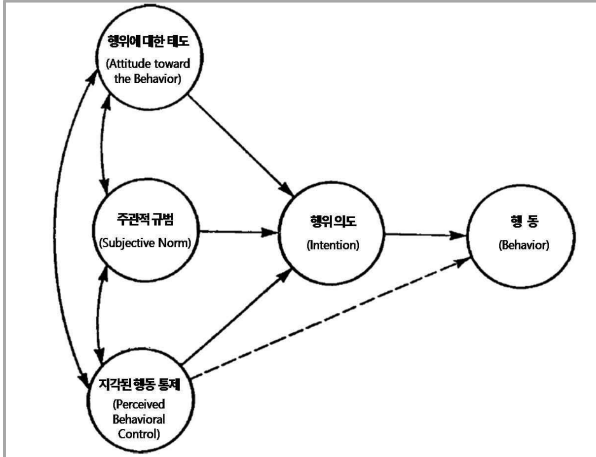 행위에 대한 태도
(Attitude toward
the Behavior)
주관적 규범
(Subjective Norm)
행위 의도
(Intention)
행 동
(Behavior)
지각된 행동 통제
(Perceived
Behavioral
Control)